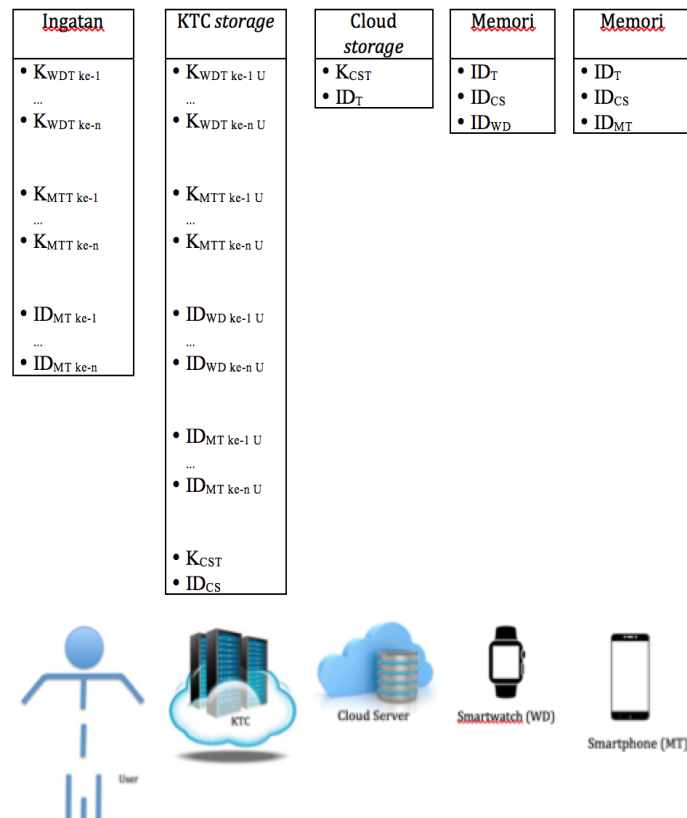 Ingatan
• KWDT ke-1
...
• KWDT ke-n
• KMTT ke-1
...
• KMTT ke-n
• IDMT ke-1
...
• IDMT ke-n
KTC storage
• KWDT ke-1 U
...
• KWDT ke-n U
• KMTT ke-1 U
...
• KMTT ke-n U
• IDWD ke-1 U
...
• IDWD ke-n U
• IDMT ke-1 U
...
• IDMT ke-n U
• KCST
• IDCS
Cloud
storage
• KCST
• IDT
Memori
• IDT
• IDCS
• IDWD
Memori
• IDT
• IDCS
• IDMT
User
KTC
Cloud Server
Smartwatch (WD)
Smartphone (MT)